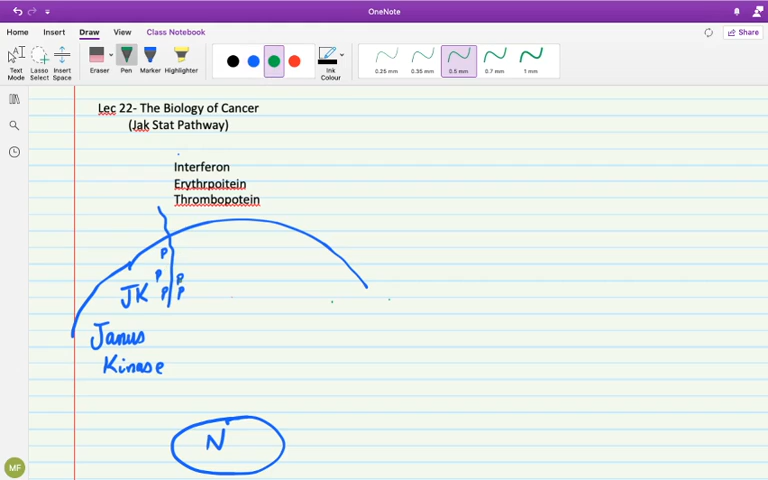 OneNote
Home Insert Draw View Class Notebook
Share
Text Mode
Lasso Select
Insert Space
Eraser
Pen
Marker
Highlighter
Ink Colour
0.25 mm
0.35 mm
0.5 mm
0.7 mm
1 mm
Lec 22- The Biology of Cancer
(Jak Stat Pathway)
Interferon
Erythrpoitein
Thrombopotein
P
P P
JK P P
Janus
Kinase
N
MF